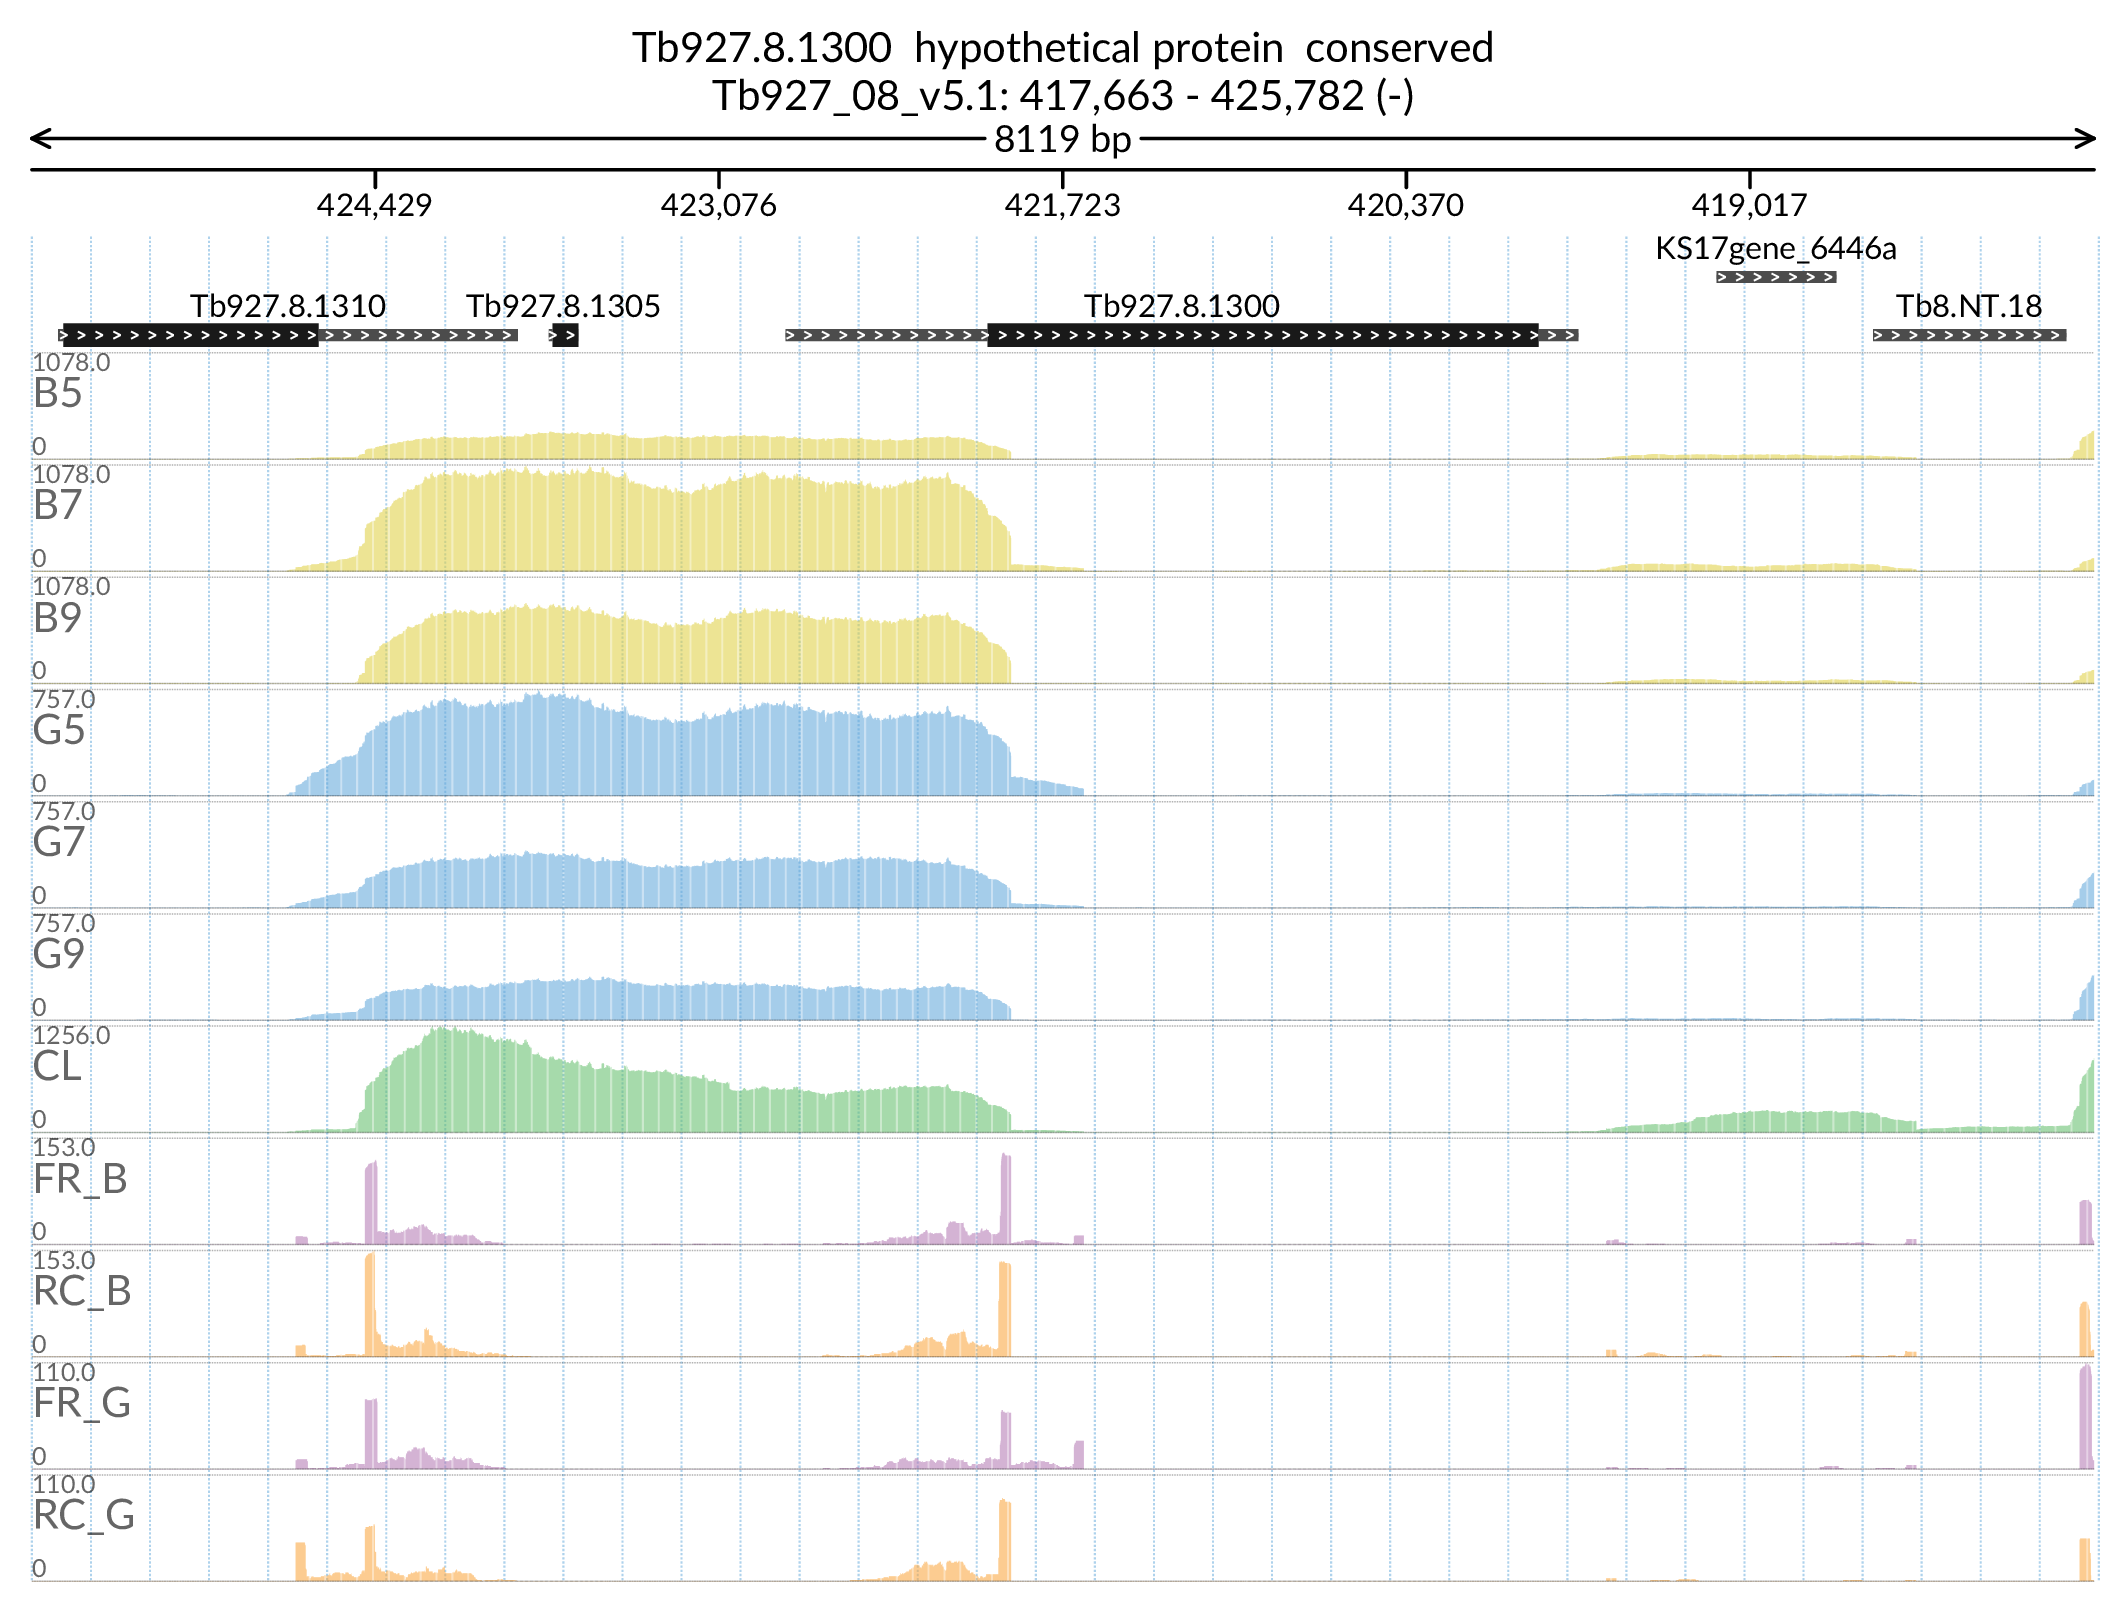 Tb927.8.1300  hypothetical protein  conserved
Tb927_08_v5.1: 417,663 - 425,782 (-)
8119 bp
424,429 423,076 421,723 420,370 419,017
KS17gene_6446a
Tb927.8.1310 Tb927.8.1305 Tb927.8.1300 Tb8.NT.18
1078.0
B5
0
1078.0
B7
0
1078.0
B9
0
757.0
G5
0
757.0
G7
0
757.0
G9
0
1256.0
CL
0
153.0
FR_B
0
153.0
RC_B
0
110.0
FR_G
0
110.0
RC_G
0